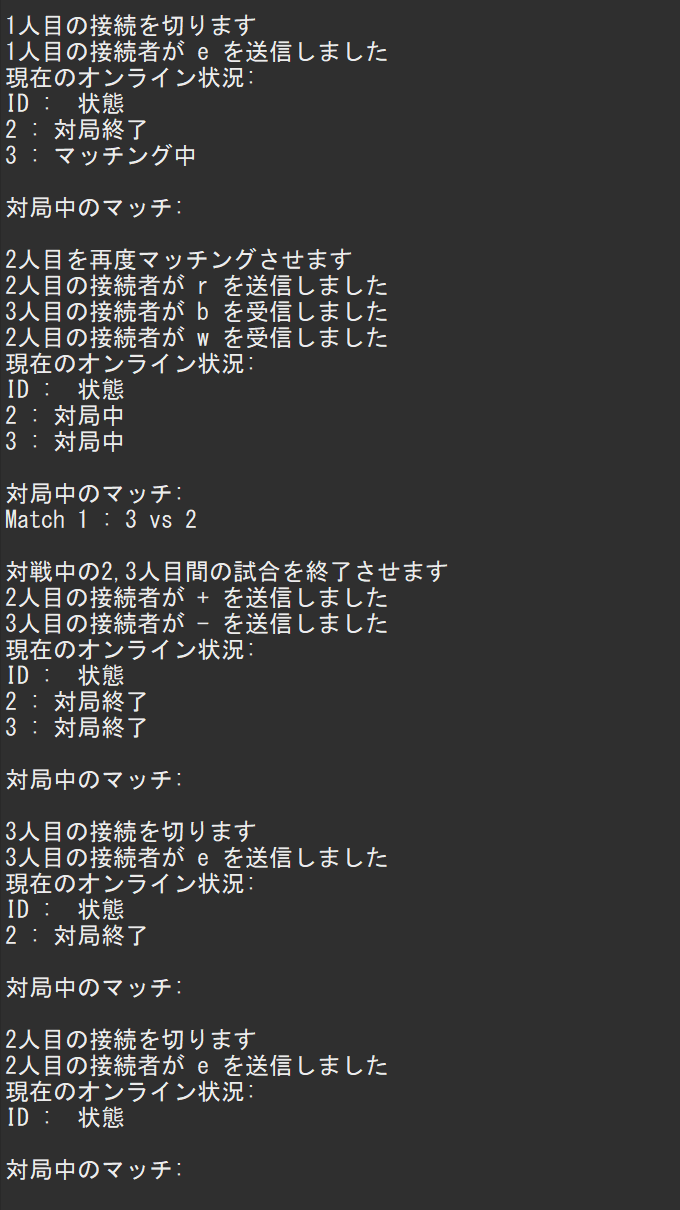 1人目の接続を切ります
1人目の接続者が e を送信しました
現在のオンライン状況:
ID :  状態
2 : 対局終了
3 : マッチング中

対局中のマッチ:

2人目を再度マッチングさせます
2人目の接続者が r を送信しました
3人目の接続者が b を受信しました
2人目の接続者が w を受信しました
現在のオンライン状況:
ID :  状態
2 : 対局中
3 : 対局中

対局中のマッチ:
Match 1 : 3 vs 2

対戦中の2,3人目間の試合を終了させます
2人目の接続者が + を送信しました
3人目の接続者が - を送信しました
現在のオンライン状況:
ID :  状態
2 : 対局終了
3 : 対局終了

対局中のマッチ:

3人目の接続を切ります
3人目の接続者が e を送信しました
現在のオンライン状況:
ID :  状態
2 : 対局終了

対局中のマッチ:

2人目の接続を切ります
2人目の接続者が e を送信しました
現在のオンライン状況:
ID :  状態

対局中のマッチ: